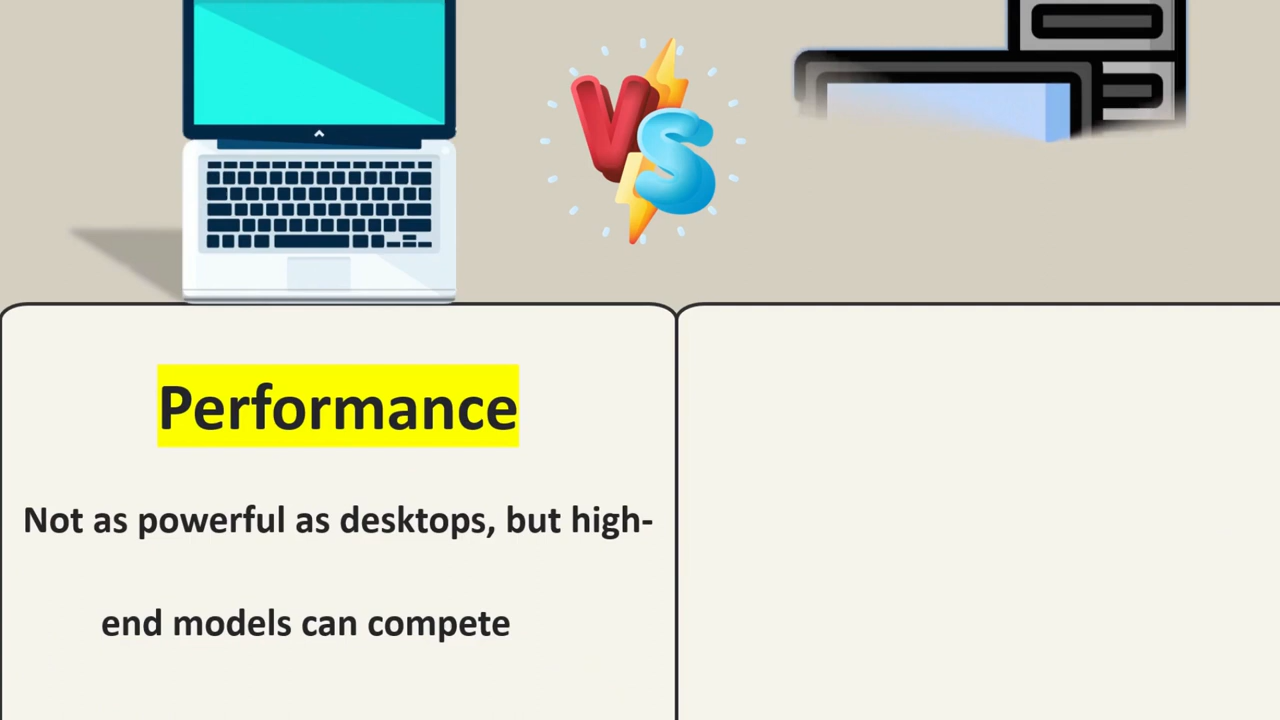 VS
Performance
Not as powerful as desktops, but high-
end models can compete